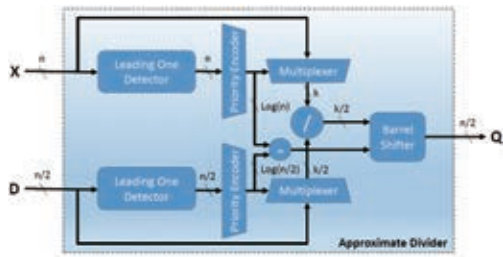 X
n
Leading One
Detector
n
Priority Encoder
Multiplexer
Log(n)
k
/
k/2
-
Barrel
Shifter
n/2
Q
D
n/2
Leading One
Detector
n/2
Priority Encoder
Log(n/2)
k/2
Multiplexer
Approximate Divider